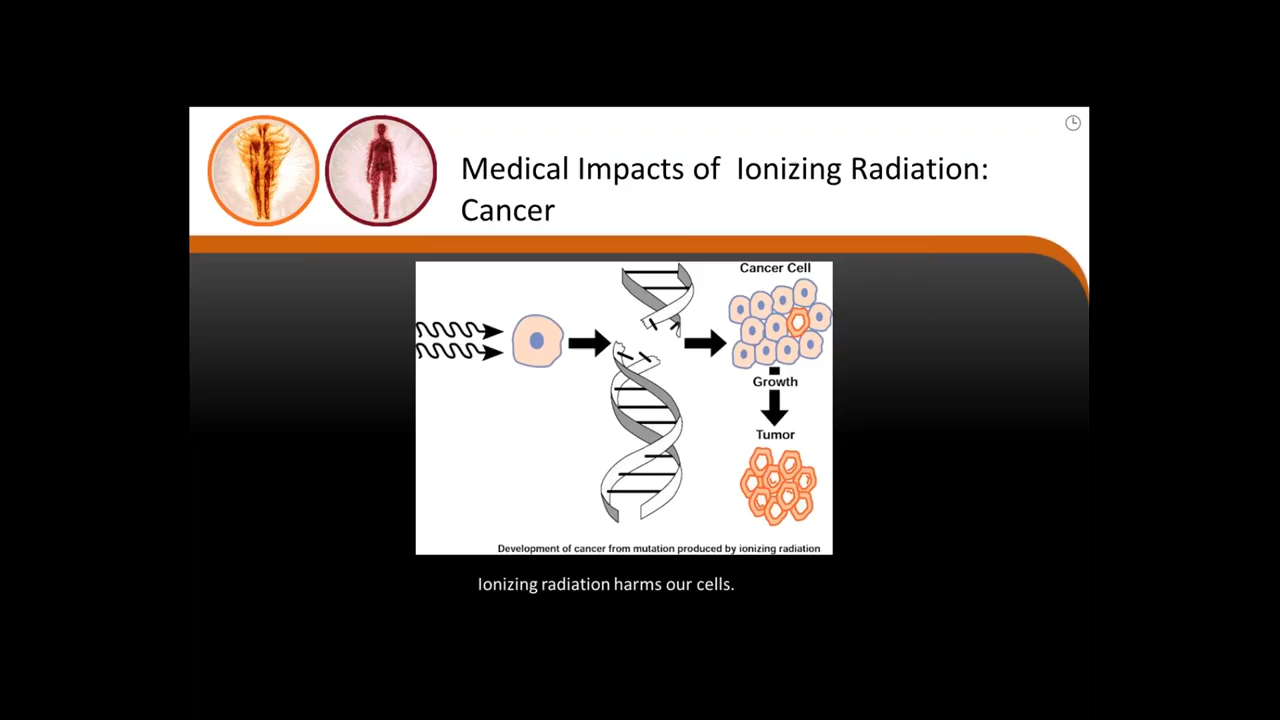 Medical Impacts of  Ionizing Radiation:
Cancer
Cancer Cell
Growth
Tumor
Development of cancer from mutation produced by ionizing radiation
Ionizing radiation harms our cells.